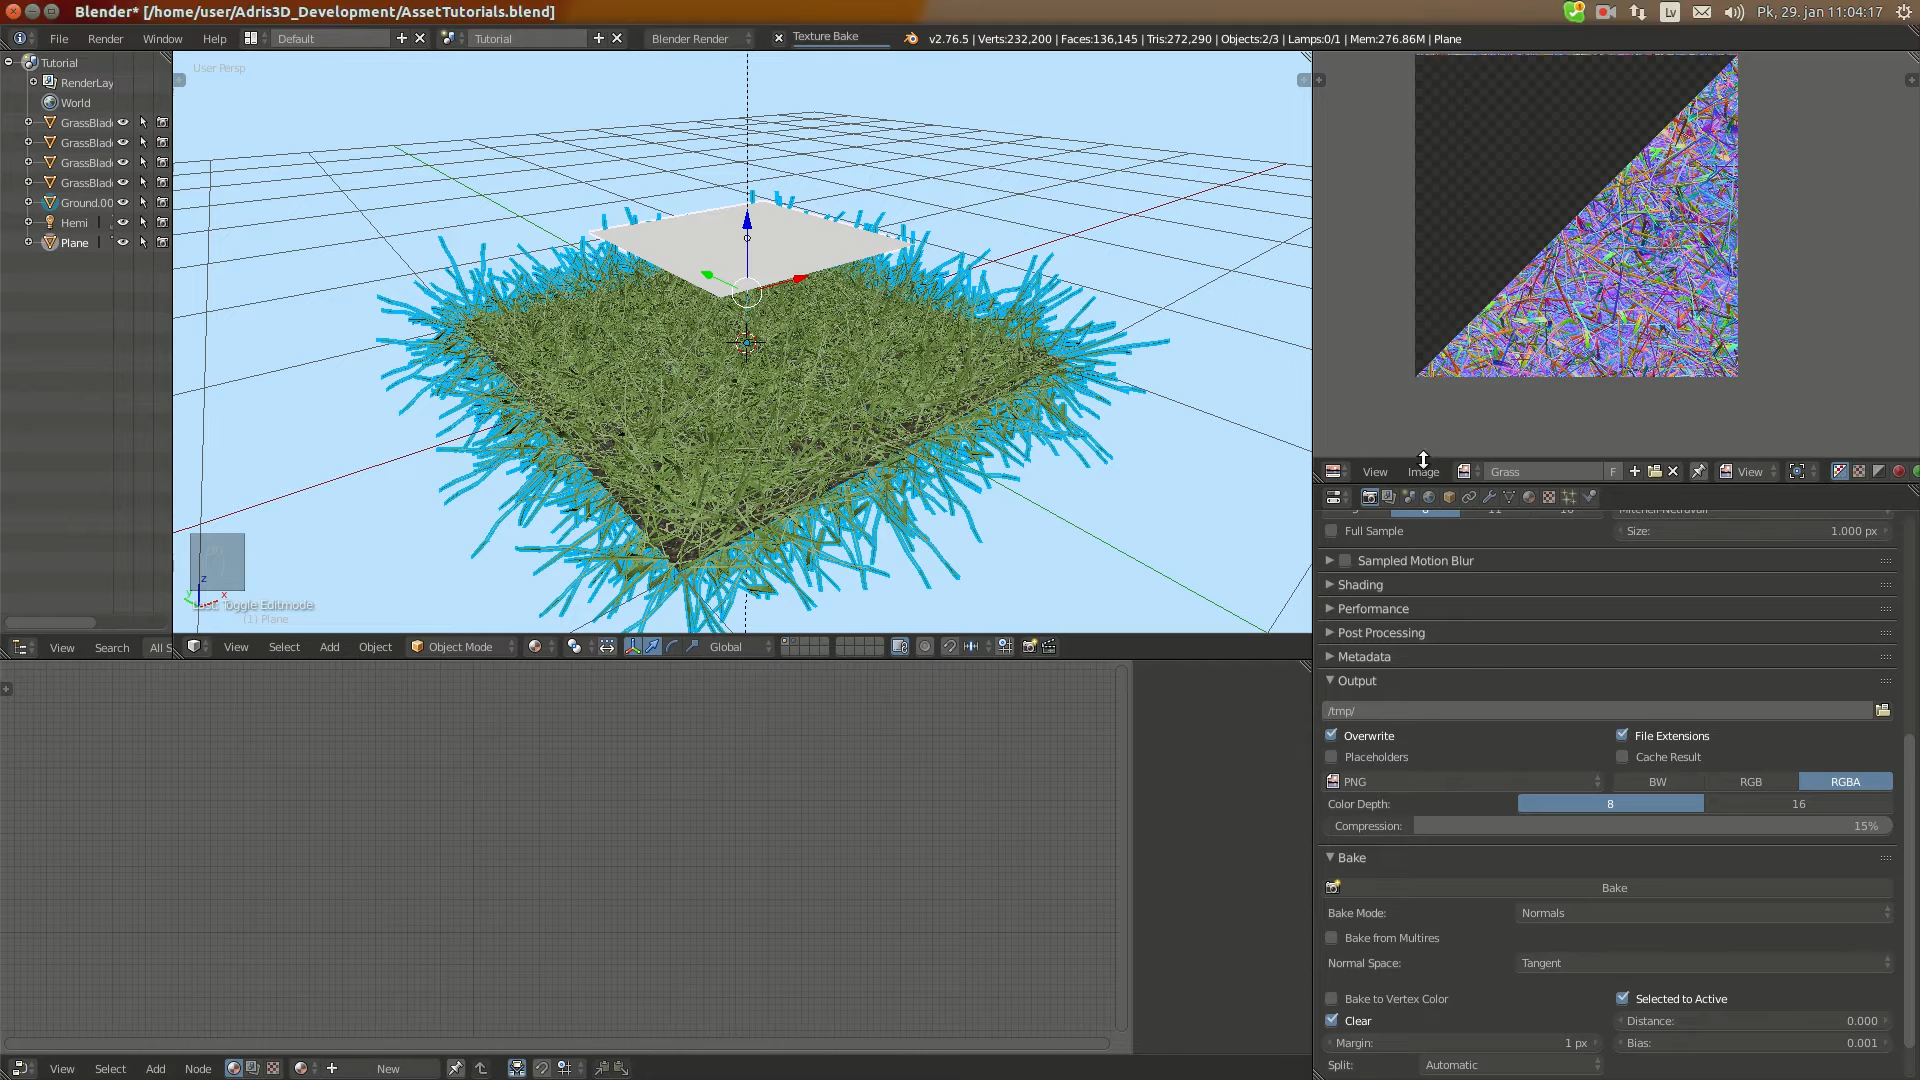 Blender* [/home/user/Adris3D_Development/AssetTutorials.blend]
Lv
Pk, 29. jan 11:04:17
File Render Window Help Default Tutorial Blender Render Texture Bake v2.76.5 | Verts:232,200 | Faces:136,145 | Tris:272,290 | Objects:2/3 | Lamps:0/1 | Mem:276.86M | Plane
Tutorial
RenderLay
World
GrassBlad
GrassBlad
GrassBlad
GrassBlad
Ground.00
Hemi
Plane
User Persp
z
x
y
Last: Toggle Editmode
(1) Plane
View Search All S
View Select Add Object Object Mode Global
View Image Grass F View
Full Sample Size: 1.000 px
Sampled Motion Blur
Shading
Performance
Post Processing
Metadata
Output
/tmp/
Overwrite File Extensions
Placeholders Cache Result
PNG BW RGB RGBA
Color Depth: 8 16
Compression: 15%
Bake
Bake
Bake Mode: Normals
Bake from Multires
Normal Space: Tangent
Bake to Vertex Color Selected to Active
Clear Distance: 0.000
Margin: 1 px Bias: 0.001
Split: Automatic
View Select Add Node New